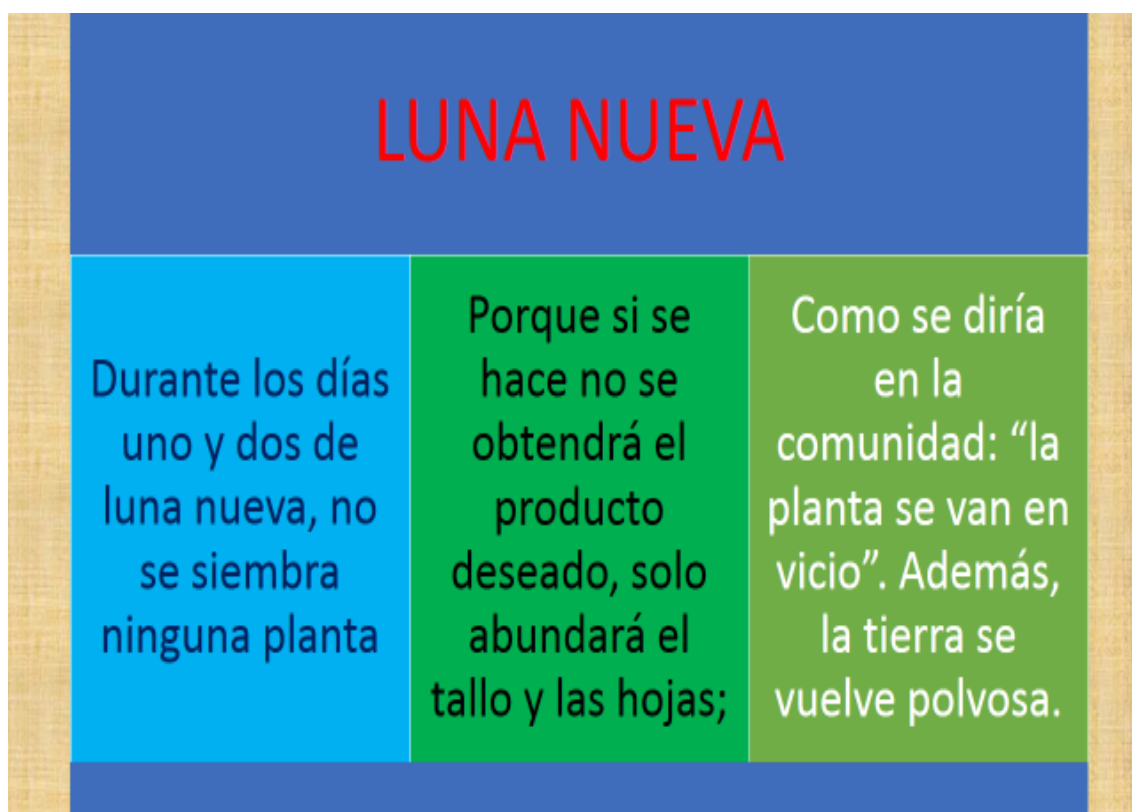 LUNA NUEVA
Durante los días
uno y dos de
luna nueva, no
se siembra
ninguna planta
Porque si se
hace no se
obtendrá el
producto
deseado, solo
abundará el
tallo y las hojas;
Como se diría
en la
comunidad: “la
planta se van en
vicio”. Además,
la tierra se
vuelve polvosa.